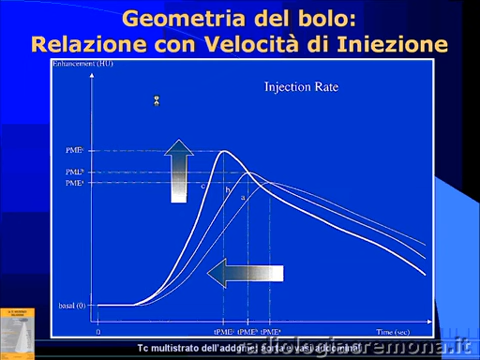 Geometria del bolo:
Relazione con Velocità di Iniezione
Enhancement (HU)
Injection Rate
PMEᶜ
PMEᵇ
PMEᵃ
c
b
a
basal (0)
0
tPMEᶜ tPMEᵇ tPMEᵃ
Time (sec)
radiologiacremona.it
Tc multistrato dell'addome; aorta e vasi addominali